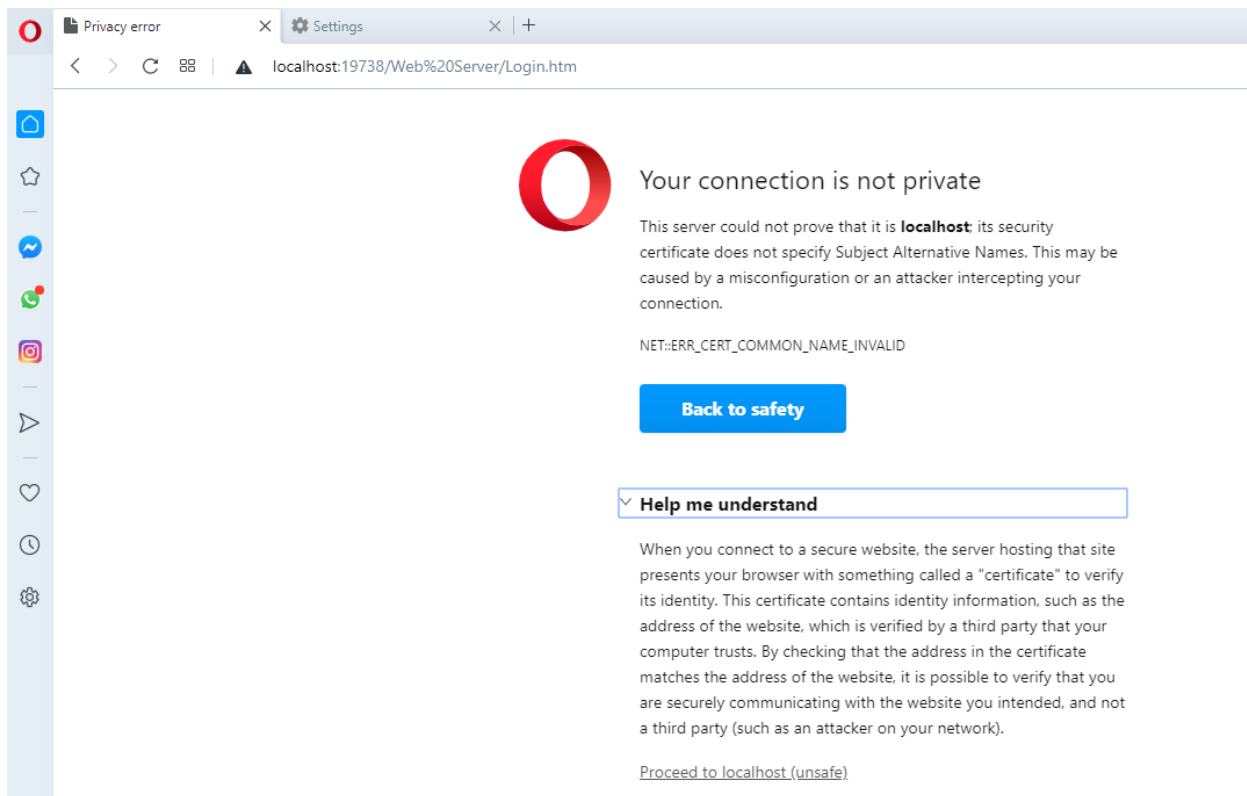 Privacy error
Settings
localhost:19738/Web%20Server/Login.htm
Your connection is not private
This server could not prove that it is localhost; its security
certificate does not specify Subject Alternative Names. This may be
caused by a misconfiguration or an attacker intercepting your
connection.
NET::ERR_CERT_COMMON_NAME_INVALID
Back to safety
Help me understand
When you connect to a secure website, the server hosting that site
presents your browser with something called a "certificate" to verify
its identity. This certificate contains identity information, such as the
address of the website, which is verified by a third party that your
computer trusts. By checking that the address in the certificate
matches the address of the website, it is possible to verify that you
are securely communicating with the website you intended, and not
a third party (such as an attacker on your network).
Proceed to localhost (unsafe)